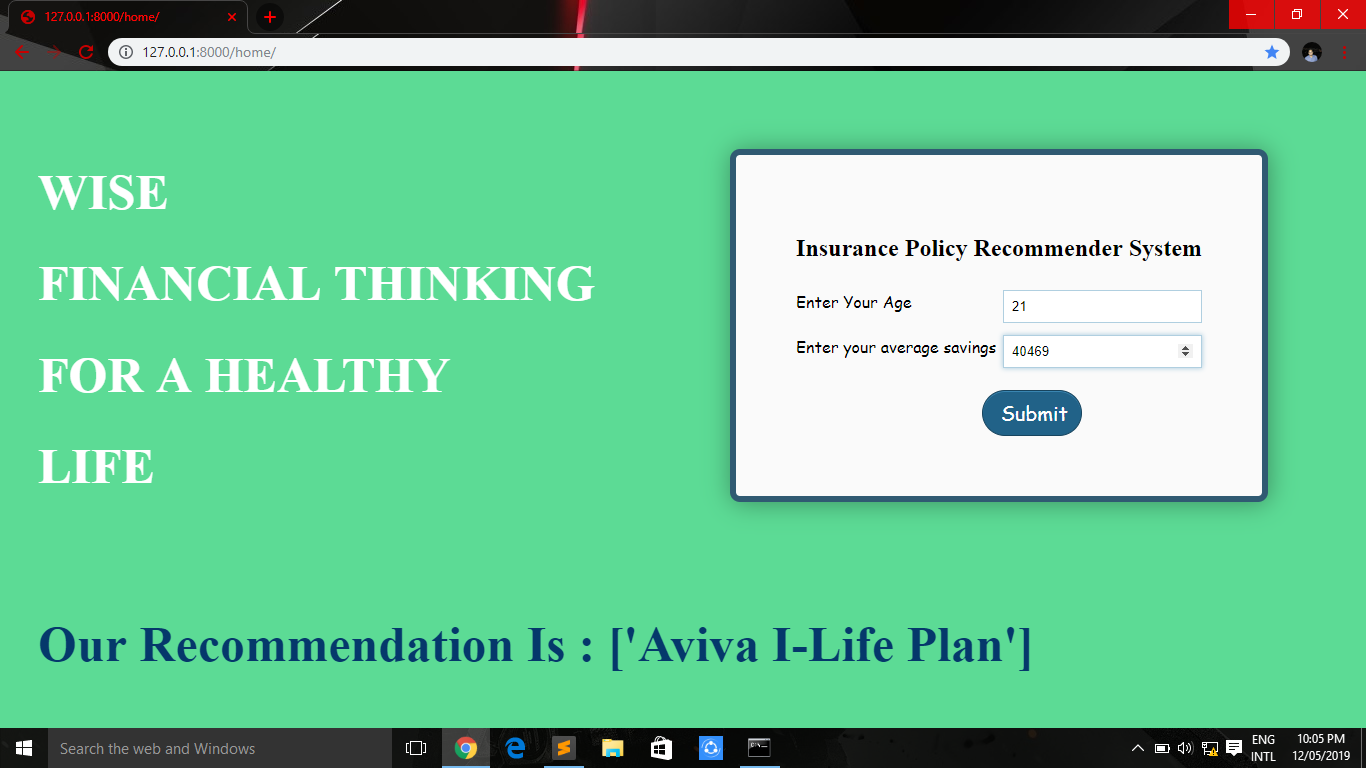 127.0.0.1:8000/home/
127.0.0.1:8000/home/
WISE
FINANCIAL THINKING
FOR A HEALTHY
LIFE
Insurance Policy Recommender System
Enter Your Age 21
Enter your average savings 40469
Submit
Our Recommendation Is : ['Aviva I-Life Plan']
Search the web and Windows
ENG
INTL
10:05 PM
12/05/2019